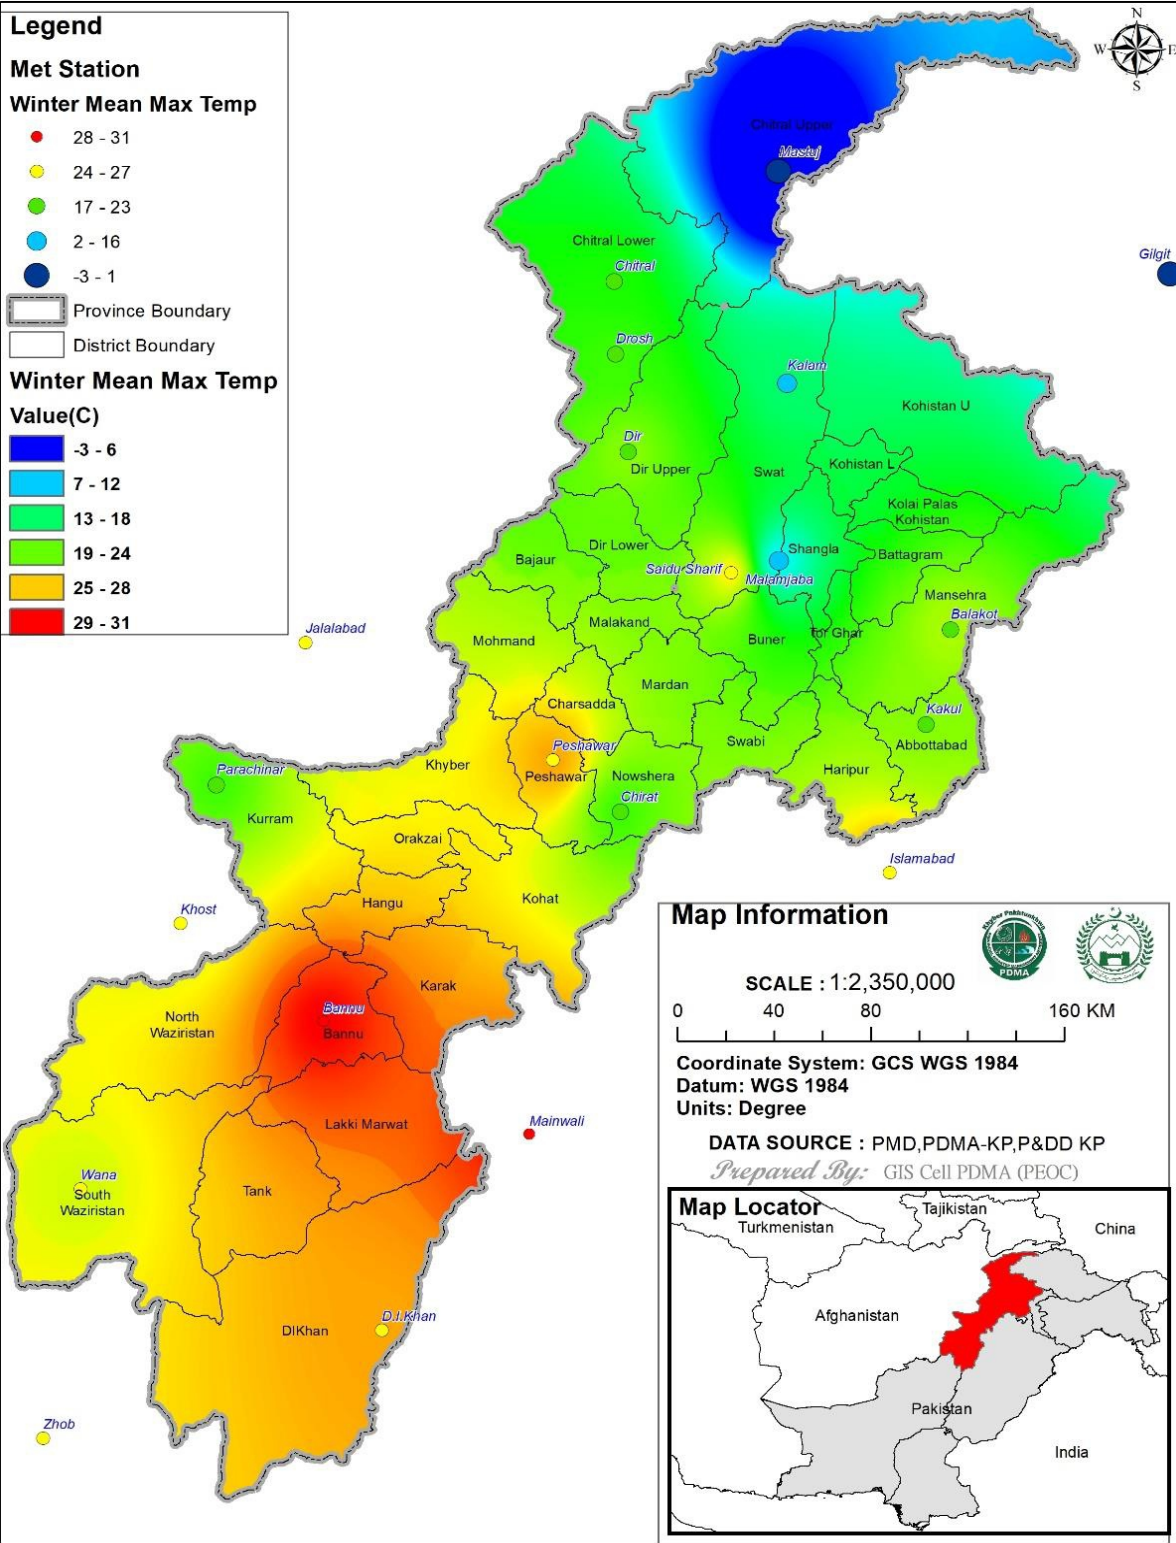 Legend
Met Station
Winter Mean Max Temp
28 - 31
24 - 27
17 - 23
2 - 16
-3 - 1
Province Boundary
District Boundary
Winter Mean Max Temp
Value(C)
-3 - 6
7 - 12
13 - 18
19 - 24
25 - 28
29 - 31
N
W
E
S
Chitral Upper
Mastuj
Chitral Lower
Chitral
Gilgit
Drosh
Kalam
Kohistan U
Dir
Dir Upper
Swat
Kohistan L
Kolai Palas
Kohistan
Dir Lower
Shangla
Battagram
Bajaur
Saidu Sharif
Malamjaba
Mansehra
Balakot
Malakand
Jalalabad
Mohmand
Buner
Tor Ghar
Mardan
Charsadda
Kakul
Swabi
Abbottabad
Peshawar
Khyber
Peshawar
Nowshera
Haripur
Parachinar
Chirat
Kurram
Orakzai
Islamabad
Hangu
Kohat
Khost
Karak
Bannu
North
Waziristan
Bannu
Lakki Marwat
Mainwali
Wana
South
Waziristan
Tank
D.I.Khan
DIKhan
Zhob
Map Information
Khyber Pakhtunkhwa
PDMA
SCALE : 1:2,350,000
0 40 80 160 KM
Coordinate System: GCS WGS 1984
Datum: WGS 1984
Units: Degree
DATA SOURCE : PMD,PDMA-KP,P&DD KP
Prepared By: GIS Cell PDMA (PEOC)
Map Locator
Turkmenistan
Tajikistan
China
Afghanistan
Pakistan
India